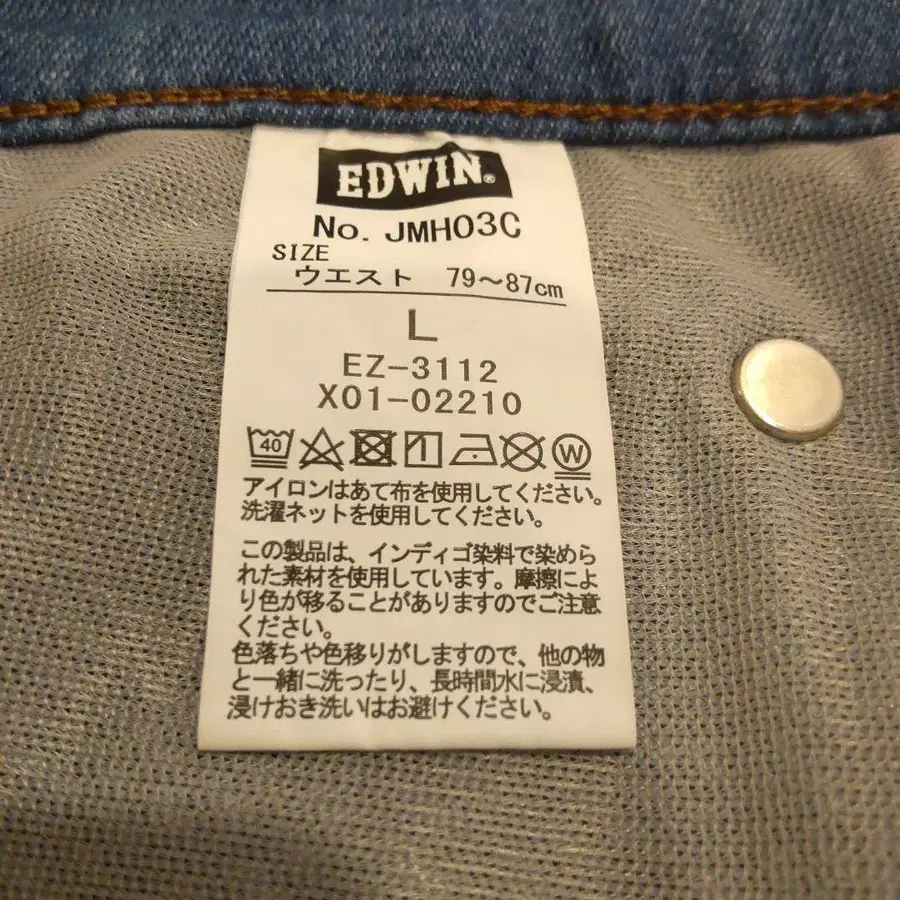 EDWIN®
No. JMH03C
SIZE
ウエスト 79〜87cm
L
EZ-3112
X01-02210
40 W
アイロンはあて布を使用してください。
洗濯ネットを使用してください。
この製品は、インディゴ染料で染めら
れた素材を使用しています。摩擦によ
り色が移ることがありますのでご注意
ください。
色落ちや色移りがしますので、他の物
と一緒に洗ったり、長時間水に浸漬、
浸けおき洗いはお避けください。